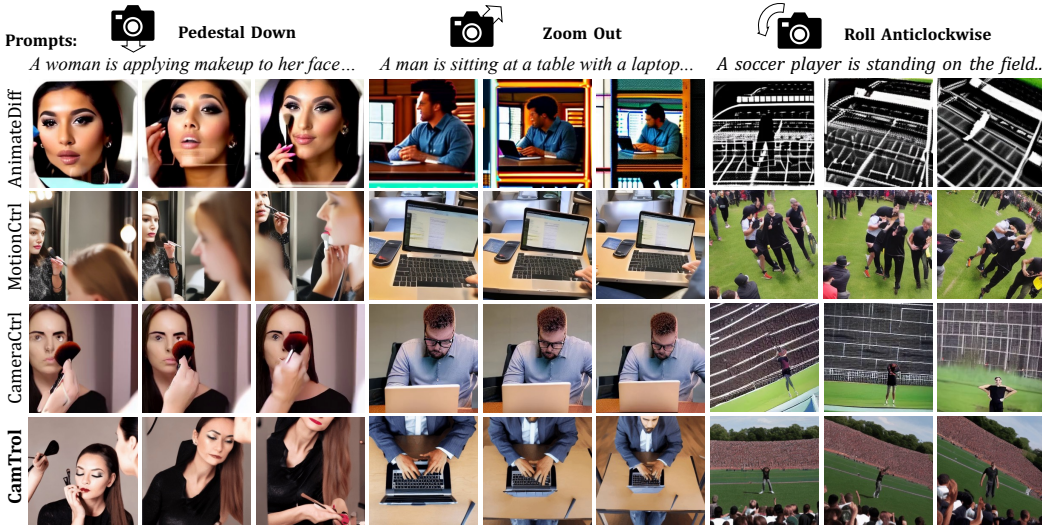 Prompts:
Pedestal Down
Zoom Out
Roll Anticlockwise
A woman is applying makeup to her face...
A man is sitting at a table with a laptop...
A soccer player is standing on the field..
AnimateDiff
MotionCtrl
CameraCtrl
CamTrol